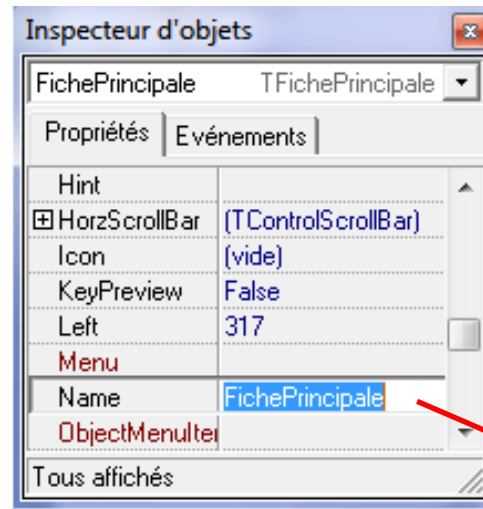 Inspecteur d'objets
FichePrincipale TFichePrincipale
Propriétés Evénements
Hint
HorzScrollBar (TControlScrollBar)
Icon (vide)
KeyPreview False
Left 317
Menu
Name FichePrincipale
ObjectMenuIte
Tous affichés